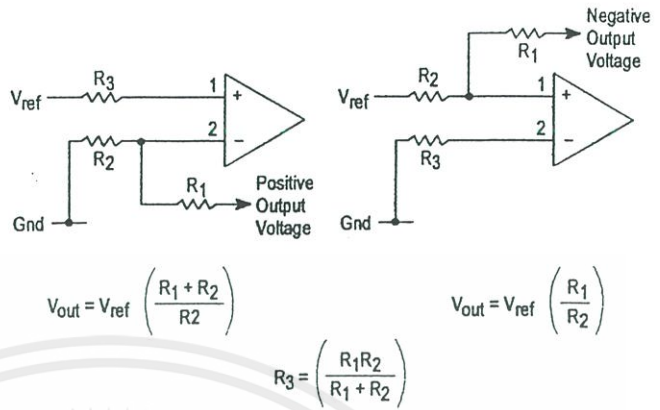 Negative
Output
Voltage
R1
R3
1
+
Vref
2
−
R2
R1
Positive
Output
Voltage
Gnd
R2
1
+
Vref
2
−
R3
Gnd
Vout = Vref ( R1 + R2 / R2 )
Vout = Vref ( R1 / R2 )
R3 = ( R1R2 / R1 + R2 )